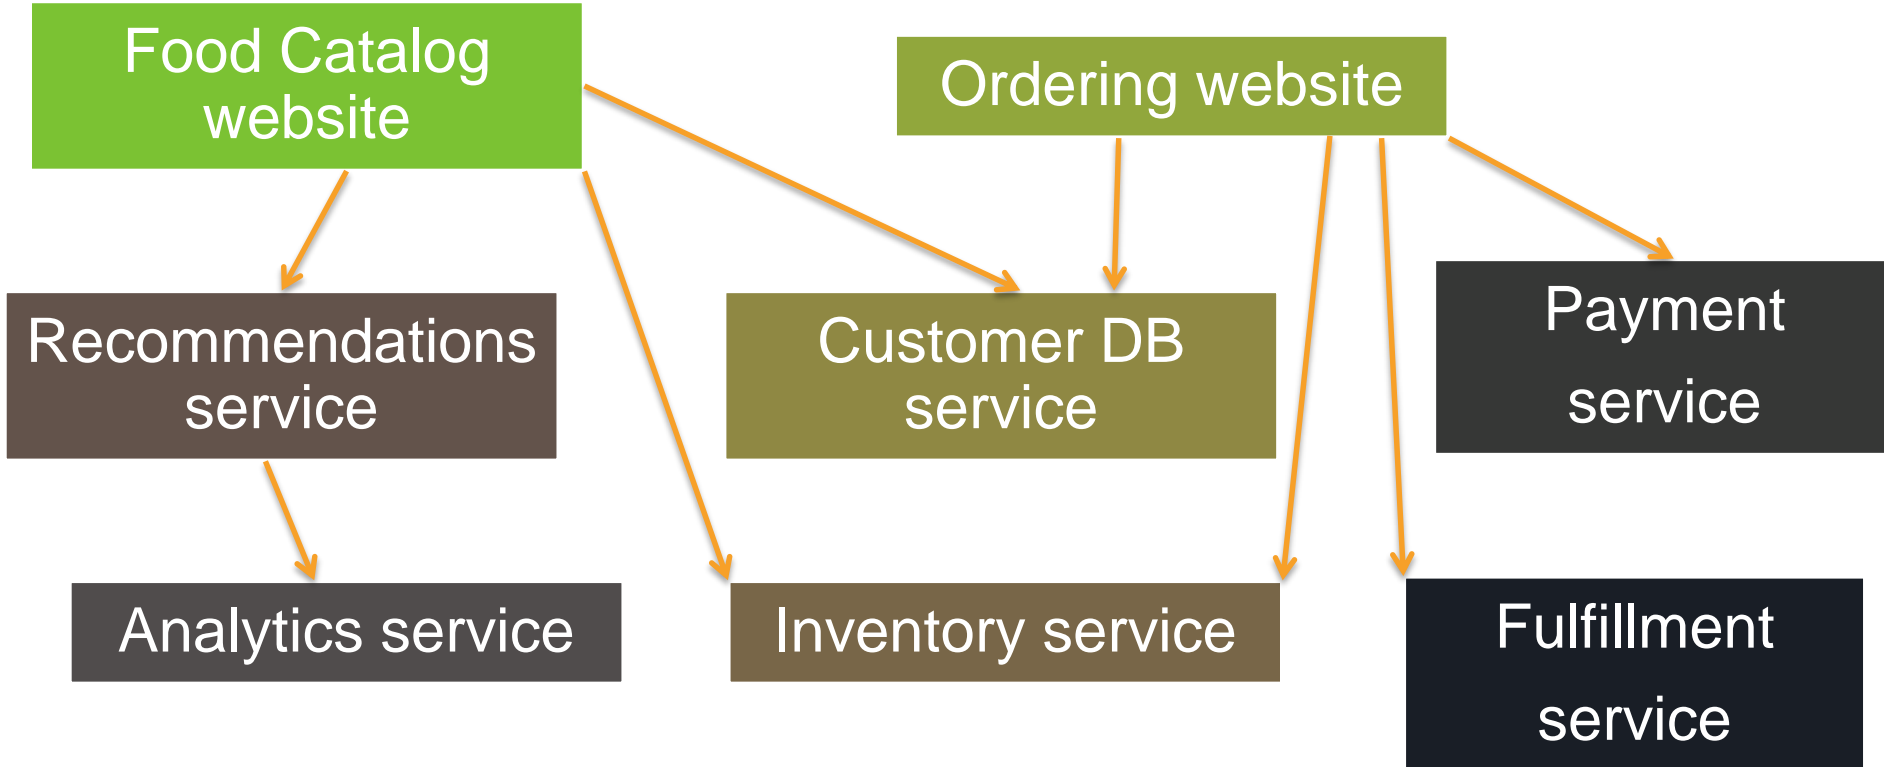 Food Catalog
website
Ordering website
Recommendations
service
Customer DB
service
Payment
service
Analytics service
Inventory service
Fulfillment
service